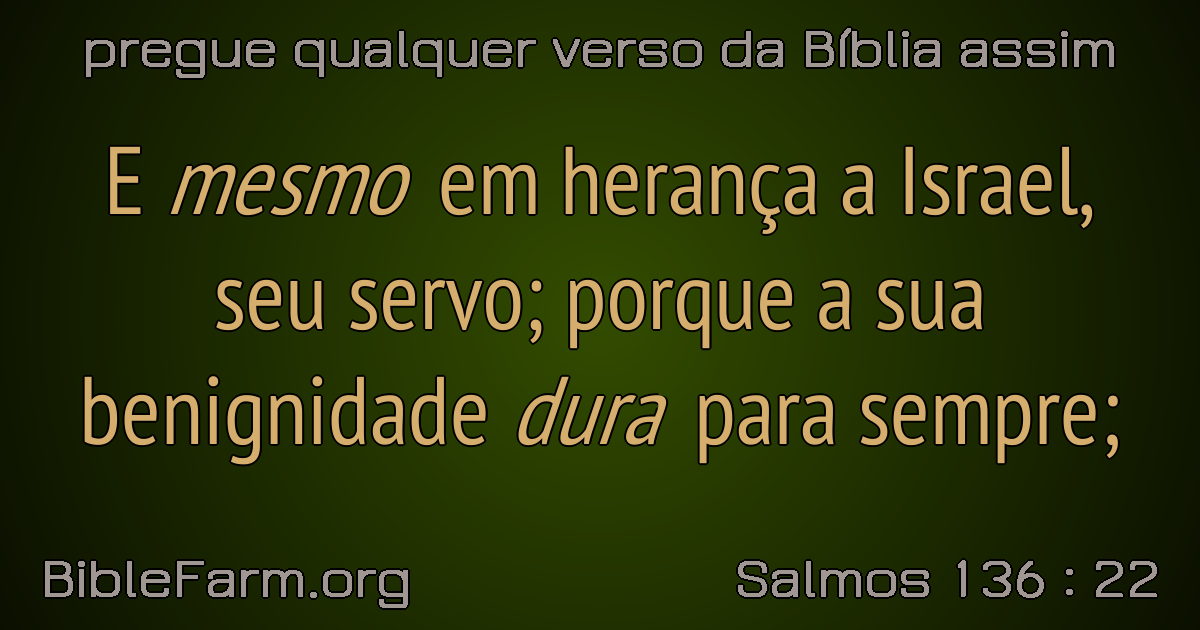 pregue qualquer verso da Bíblia assim
E mesmo em herança a Israel,
seu servo; porque a sua
benignidade dura para sempre;
BibleFarm.org
Salmos 136 : 22